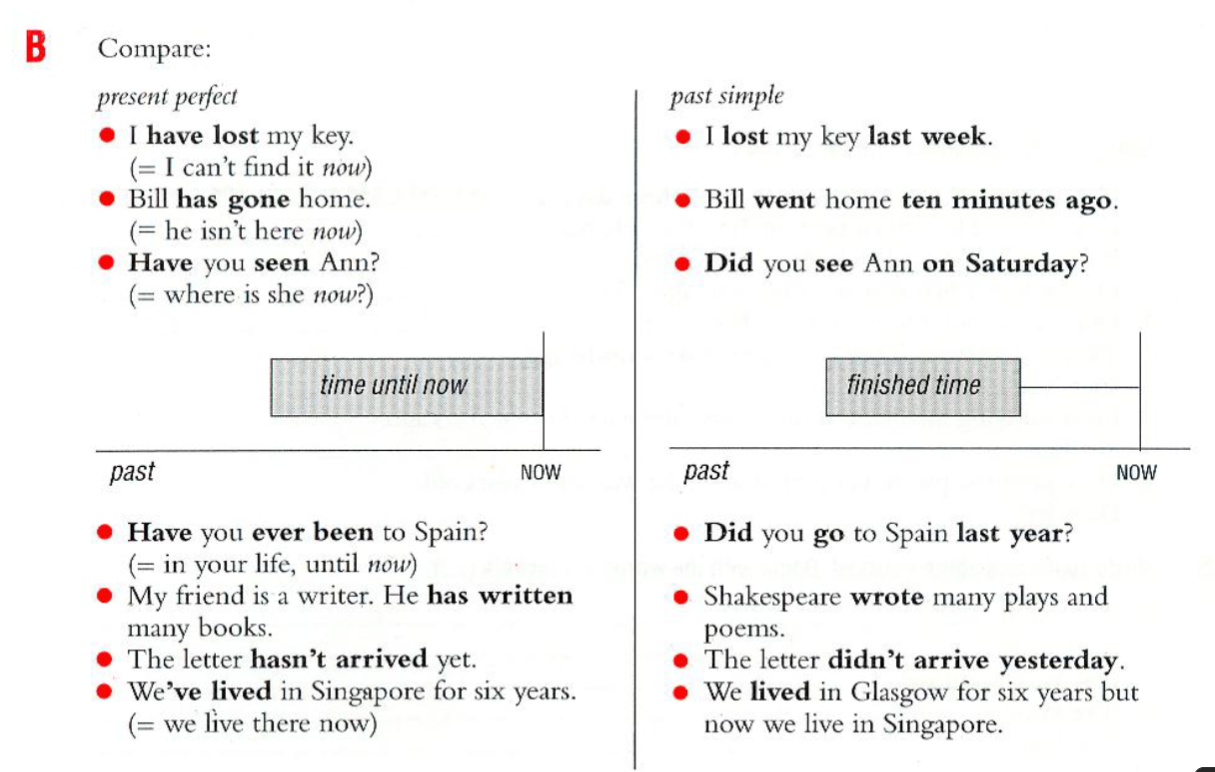 B Compare:
present perfect
• I have lost my key.
(= I can't find it now)
• Bill has gone home.
(= he isn't here now)
• Have you seen Ann?
(= where is she now?)
time until now
past NOW
• Have you ever been to Spain?
(= in your life, until now)
• My friend is a writer. He has written
many books.
• The letter hasn't arrived yet.
• We've lived in Singapore for six years.
(= we live there now)
past simple
• I lost my key last week.
• Bill went home ten minutes ago.
• Did you see Ann on Saturday?
finished time
past NOW
• Did you go to Spain last year?
• Shakespeare wrote many plays and
poems.
• The letter didn't arrive yesterday.
• We lived in Glasgow for six years but
now we live in Singapore.